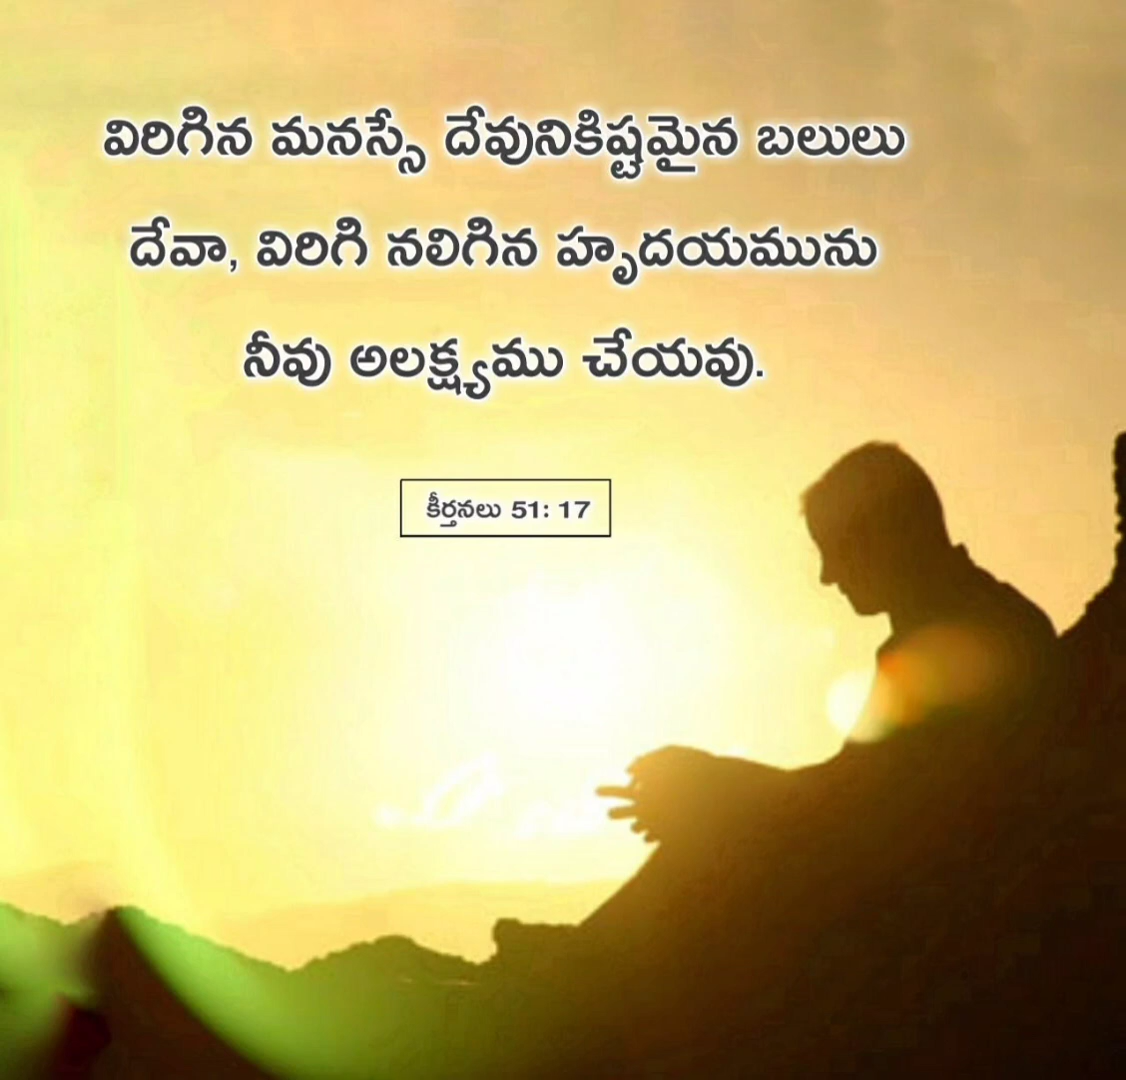 విరిగిన మనస్సే దేవునికిష్టమైన బలులు
దేవా, విరిగి నలిగిన హృదయమును
నీవు అలక్ష్యము చేయవు.
కీర్తనలు 51: 17